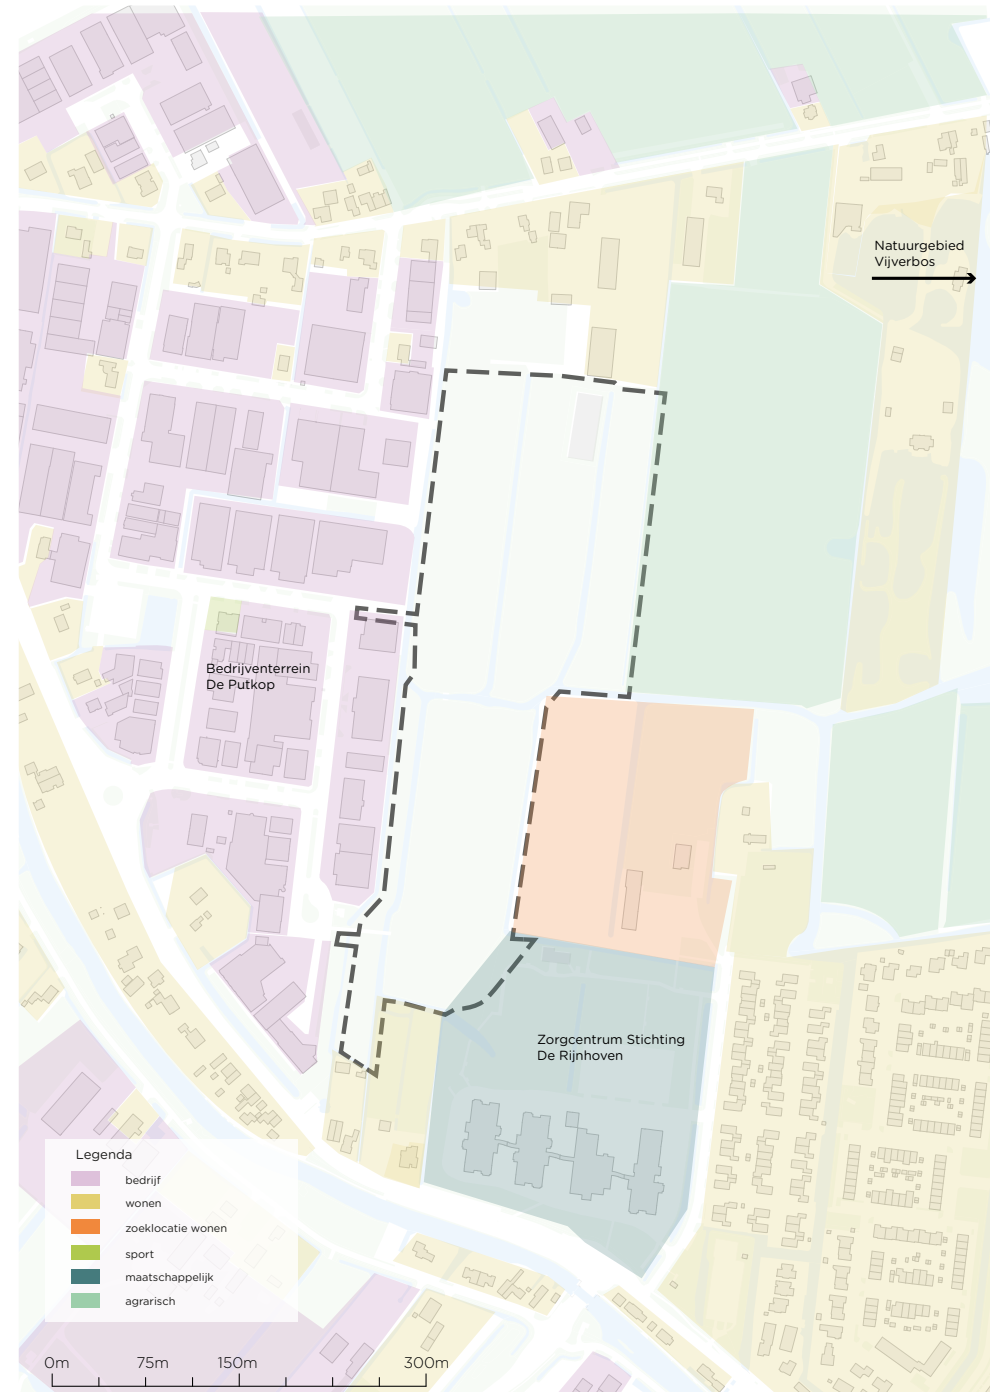 Natuurgebied
Vijverbos
Bedrijventerrein
De Putkop
Zorgcentrum Stichting
De Rijnhoven
Legenda
bedrijf
wonen
zoeklocatie wonen
sport
maatschappelijk
agrarisch
0m 75m 150m 300m